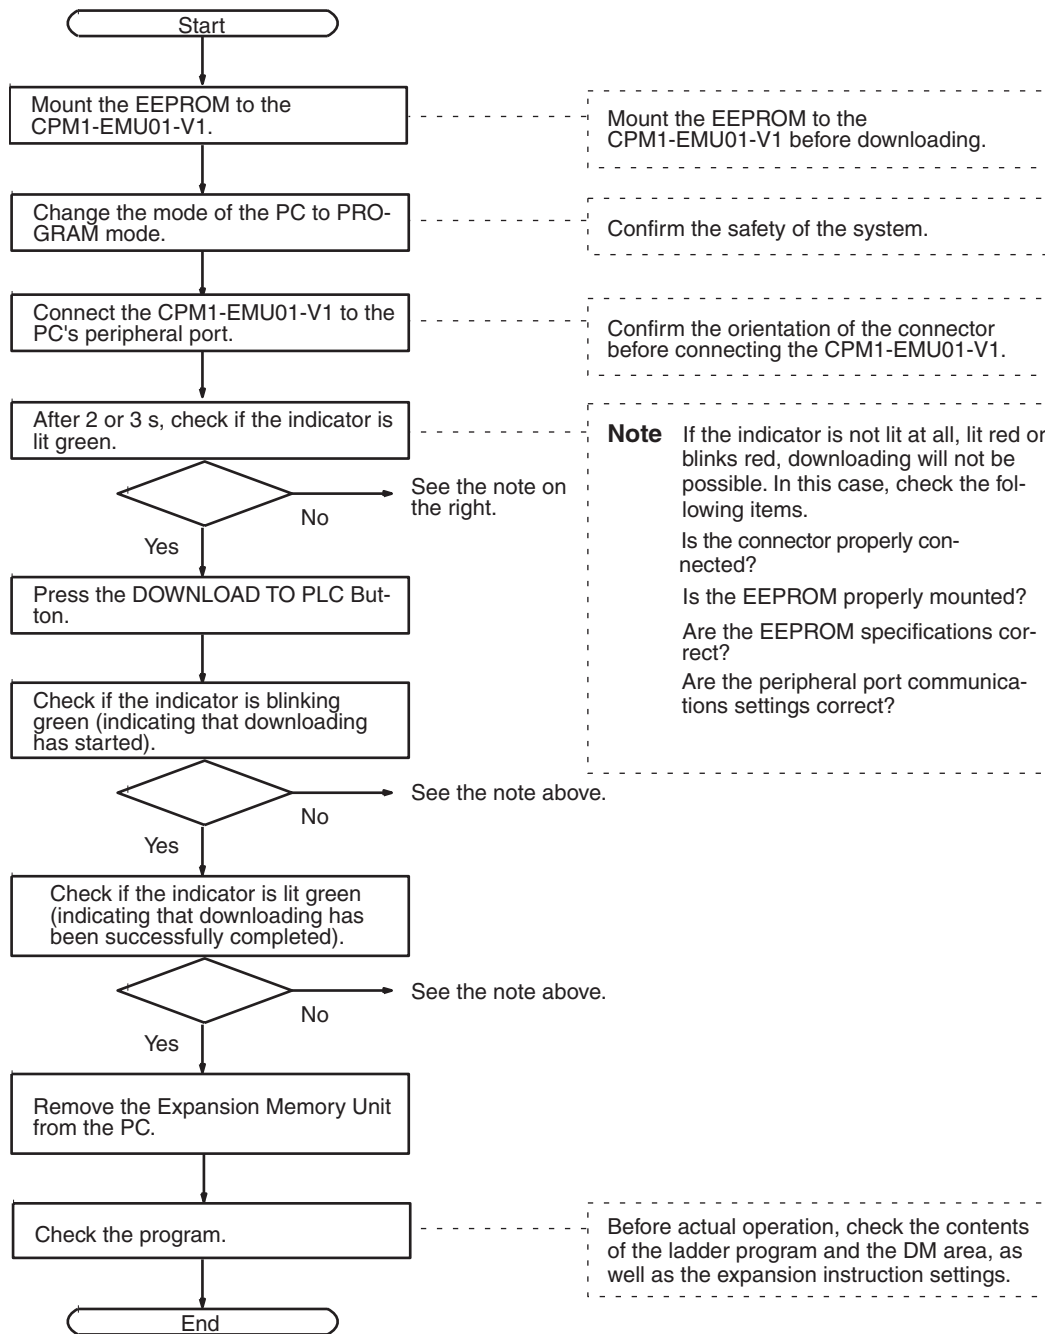 Start
Mount the EEPROM to the
CPM1-EMU01-V1.
Mount the EEPROM to the
CPM1-EMU01-V1 before downloading.
Change the mode of the PC to PRO-
GRAM mode.
Confirm the safety of the system.
Connect the CPM1-EMU01-V1 to the
PC's peripheral port.
Confirm the orientation of the connector
before connecting the CPM1-EMU01-V1.
After 2 or 3 s, check if the indicator is
lit green.
Note If the indicator is not lit at all, lit red or
blinks red, downloading will not be
possible. In this case, check the fol-
lowing items.
Is the connector properly con-
nected?
Is the EEPROM properly mounted?
Are the EEPROM specifications cor-
rect?
Are the peripheral port communica-
tions settings correct?
No
See the note on
the right.
Yes
Press the DOWNLOAD TO PLC But-
ton.
Check if the indicator is blinking
green (indicating that downloading
has started).
No
See the note above.
Yes
Check if the indicator is lit green
(indicating that downloading has
been successfully completed).
No
See the note above.
Yes
Remove the Expansion Memory Unit
from the PC.
Check the program.
Before actual operation, check the contents
of the ladder program and the DM area, as
well as the expansion instruction settings.
End